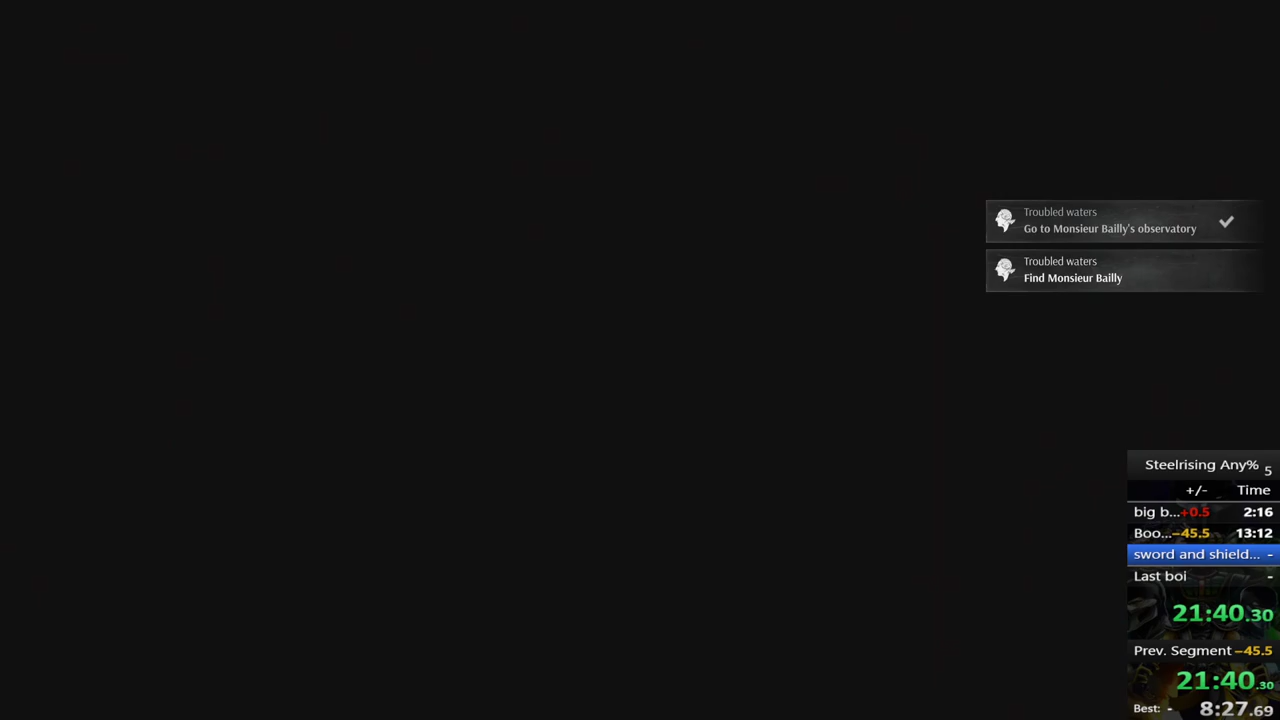 Troubled waters
Go to Monsieur Bailly's observatory
Troubled waters
Find Monsieur Bailly
Steelrising Any% 5
+/- Time
big b... +0.5 2:16
Boo... −45.5 13:12
sword and shield... -
Last boi -
21:40.30
Prev. Segment −45.5
21:40.30
Best: - 8:27.69